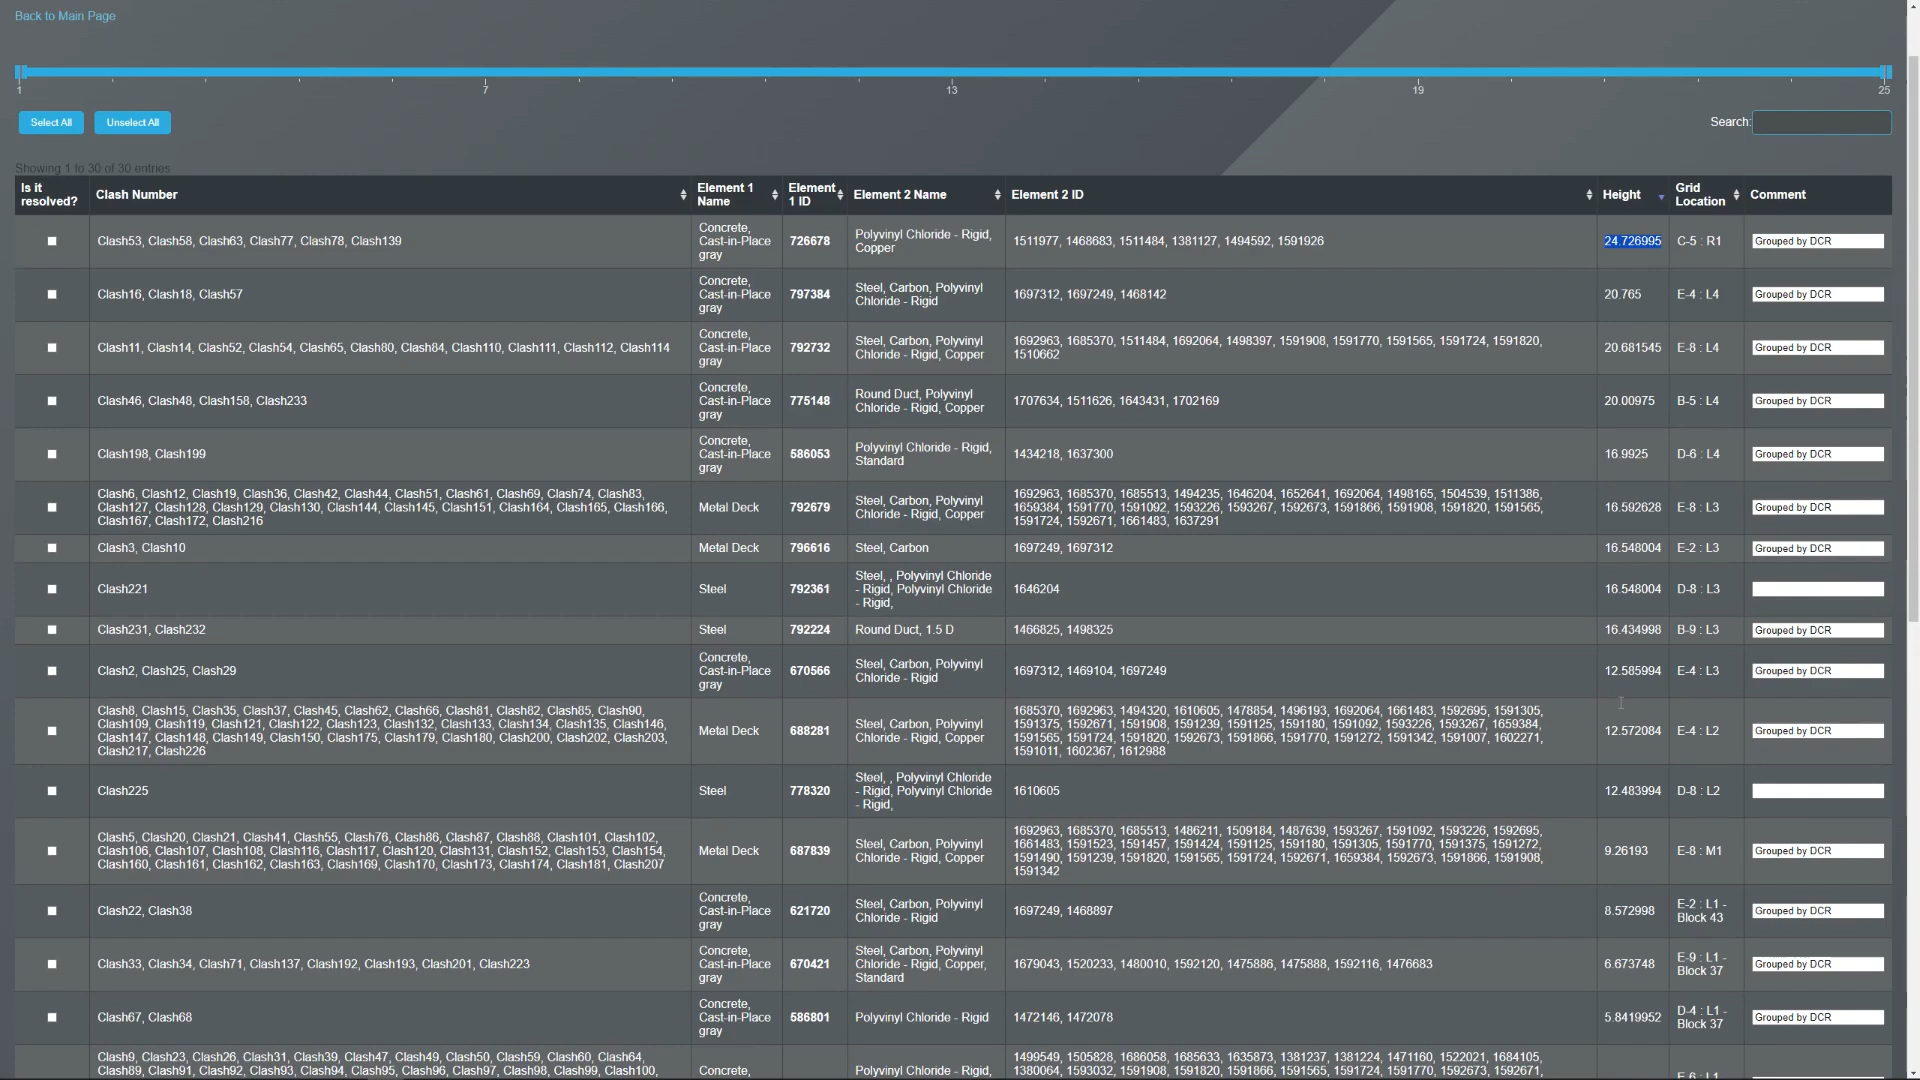 Back to Main Page
1 7 13 19 25
Select All Unselect All Search:
Showing 1 to 30 of 30 entries
Is it resolved? Clash Number Element 1 Name Element 1 ID Element 2 Name Element 2 ID Height Grid Location Comment
Clash53, Clash58, Clash63, Clash77, Clash78, Clash139
Concrete, Cast-in-Place gray
726678
Polyvinyl Chloride - Rigid, Copper
1511977, 1468683, 1511484, 1381127, 1494592, 1591926
24.726995
C-5 : R1
Grouped by DCR
Clash16, Clash18, Clash57
Concrete, Cast-in-Place gray
797384
Steel, Carbon, Polyvinyl Chloride - Rigid
1697312, 1697249, 1468142
20.765
E-4 : L4
Grouped by DCR
Clash11, Clash14, Clash52, Clash54, Clash65, Clash80, Clash84, Clash110, Clash111, Clash112, Clash114
Concrete, Cast-in-Place gray
792732
Steel, Carbon, Polyvinyl Chloride - Rigid, Copper
1692963, 1685370, 1511484, 1692064, 1498397, 1591908, 1591770, 1591565, 1591724, 1591820,
1510662
20.681545
E-8 : L4
Grouped by DCR
Clash46, Clash48, Clash158, Clash233
Concrete, Cast-in-Place gray
775148
Round Duct, Polyvinyl Chloride - Rigid, Copper
1707634, 1511626, 1643431, 1702169
20.00975
B-5 : L4
Grouped by DCR
Clash198, Clash199
Concrete, Cast-in-Place gray
586053
Polyvinyl Chloride - Rigid, Standard
1434218, 1637300
16.9925
D-6 : L4
Grouped by DCR
Clash6, Clash12, Clash19, Clash36, Clash42, Clash44, Clash51, Clash61, Clash69, Clash74, Clash83,
Clash127, Clash128, Clash129, Clash130, Clash144, Clash145, Clash151, Clash164, Clash165, Clash166,
Clash167, Clash172, Clash216
Metal Deck
792679
Steel, Carbon, Polyvinyl Chloride - Rigid, Copper
1692963, 1685370, 1685513, 1494235, 1646204, 1652641, 1692064, 1498165, 1504539, 1511386,
1659384, 1591770, 1591092, 1593226, 1593267, 1592673, 1591866, 1591908, 1591820, 1591565,
1591724, 1592671, 1661483, 1637291
16.592628
E-8 : L3
Grouped by DCR
Clash3, Clash10
Metal Deck
796616
Steel, Carbon
1697249, 1697312
16.548004
E-2 : L3
Grouped by DCR
Clash221
Steel
792361
Steel, , Polyvinyl Chloride - Rigid, Polyvinyl Chloride - Rigid,
1646204
16.548004
D-8 : L3
Clash231, Clash232
Steel
792224
Round Duct, 1.5 D
1466825, 1498325
16.434998
B-9 : L3
Grouped by DCR
Clash2, Clash25, Clash29
Concrete, Cast-in-Place gray
670566
Steel, Carbon, Polyvinyl Chloride - Rigid
1697312, 1469104, 1697249
12.585994
E-4 : L3
Grouped by DCR
Clash8, Clash15, Clash35, Clash37, Clash45, Clash62, Clash66, Clash81, Clash82, Clash85, Clash90,
Clash109, Clash119, Clash121, Clash122, Clash123, Clash132, Clash133, Clash134, Clash135, Clash146,
Clash147, Clash148, Clash149, Clash150, Clash175, Clash179, Clash180, Clash200, Clash202, Clash203,
Clash217, Clash226
Metal Deck
688281
Steel, Carbon, Polyvinyl Chloride - Rigid, Copper
1685370, 1692963, 1494320, 1610605, 1478854, 1496193, 1692064, 1661483, 1592695, 1591305,
1591375, 1592671, 1591908, 1591239, 1591125, 1591180, 1591092, 1593226, 1593267, 1659384,
1591565, 1591724, 1591820, 1592673, 1591866, 1591770, 1591272, 1591342, 1591007, 1602271,
1591011, 1602367, 1612988
12.572084
E-4 : L2
Grouped by DCR
Clash225
Steel
778320
Steel, , Polyvinyl Chloride - Rigid, Polyvinyl Chloride - Rigid,
1610605
12.483994
D-8 : L2
Clash5, Clash20, Clash21, Clash41, Clash55, Clash76, Clash86, Clash87, Clash88, Clash101, Clash102,
Clash106, Clash107, Clash108, Clash116, Clash117, Clash120, Clash131, Clash152, Clash153, Clash154,
Clash160, Clash161, Clash162, Clash163, Clash169, Clash170, Clash173, Clash174, Clash181, Clash207
Metal Deck
687839
Steel, Carbon, Polyvinyl Chloride - Rigid, Copper
1692963, 1685370, 1685513, 1486211, 1509184, 1487639, 1593267, 1591092, 1593226, 1592695,
1661483, 1591523, 1591457, 1591424, 1591125, 1591180, 1591305, 1591770, 1591375, 1591272,
1591490, 1591239, 1591820, 1591565, 1591724, 1592671, 1659384, 1592673, 1591866, 1591908,
1591342
9.26193
E-8 : M1
Grouped by DCR
Clash22, Clash38
Concrete, Cast-in-Place gray
621720
Steel, Carbon, Polyvinyl Chloride - Rigid
1697249, 1468897
8.572998
E-2 : L1 - Block 43
Grouped by DCR
Clash33, Clash34, Clash71, Clash137, Clash192, Clash193, Clash201, Clash223
Concrete, Cast-in-Place gray
670421
Steel, Carbon, Polyvinyl Chloride - Rigid, Copper, Standard
1679043, 1520233, 1480010, 1592120, 1475886, 1475888, 1592116, 1476683
6.673748
E-9 : L1 - Block 37
Grouped by DCR
Clash67, Clash68
Concrete, Cast-in-Place gray
586801
Polyvinyl Chloride - Rigid
1472146, 1472078
5.8419952
D-4 : L1 - Block 37
Grouped by DCR
Clash9, Clash23, Clash26, Clash31, Clash39, Clash47, Clash49, Clash50, Clash59, Clash60, Clash64,
Clash89, Clash91, Clash92, Clash93, Clash94, Clash95, Clash96, Clash97, Clash98, Clash99, Clash100,
Concrete,
Polyvinyl Chloride - Rigid,
1499549, 1505828, 1686058, 1685633, 1635873, 1381237, 1381224, 1471160, 1522021, 1684105,
1380064, 1593032, 1591908, 1591820, 1591866, 1591565, 1591724, 1591770, 1592673, 1592671,
E-6 : L1